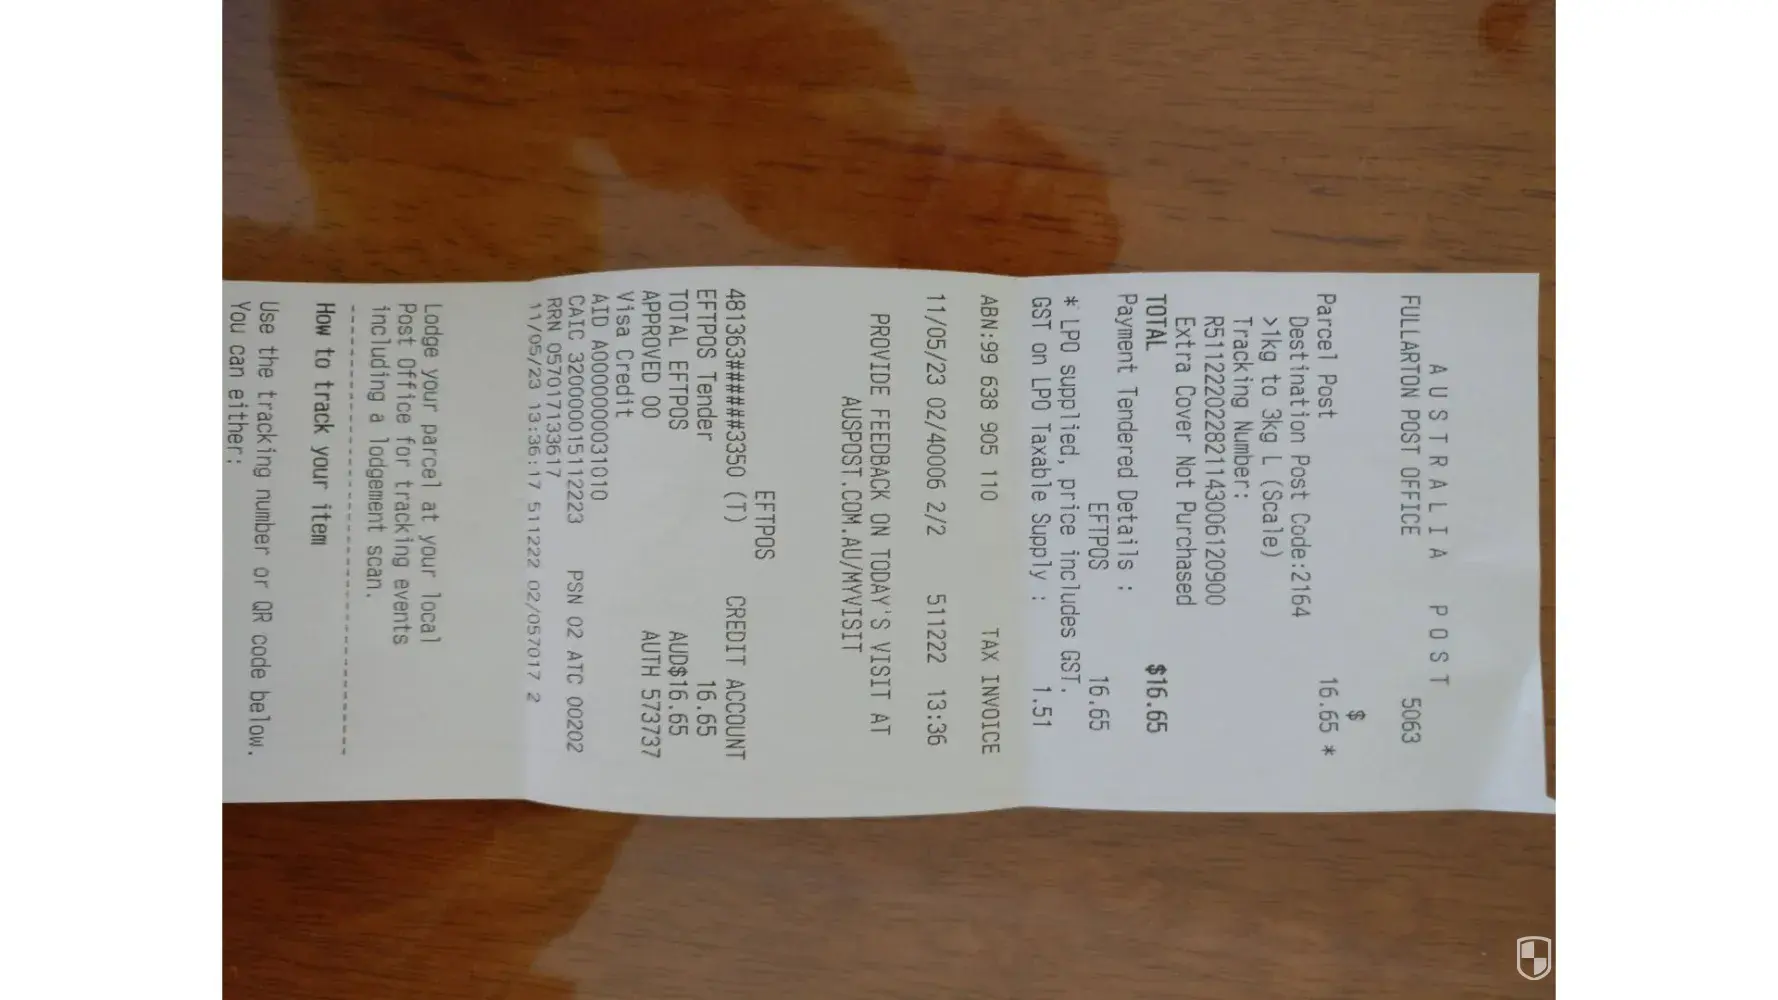 A U S T R A L I A   P O S T
FULLARTON POST OFFICE 5063
$
Parcel Post 16.65 *
Destination Post Code:2164
>1kg to 3kg L (Scale)
Tracking Number:
R511222022821143006120900
Extra Cover Not Purchased
TOTAL $16.65
Payment Tendered Details :
EFTPOS 16.65
* LPO supplied, price includes GST.
GST on LPO Taxable Supply : 1.51
ABN:99 638 905 110 TAX INVOICE
11/05/23 02/40006 2/2 511222 13:36
PROVIDE FEEDBACK ON TODAY'S VISIT AT
AUSPOST.COM.AU/MYVISIT
EFTPOS
481363######3350 (T) CREDIT ACCOUNT
EFTPOS Tender 16.65
TOTAL EFTPOS AUD$16.65
APPROVED 00 AUTH 573737
Visa Credit
AID A0000000031010
CAIC 320000015112223 PSN 02 ATC 00202
RRN 057017133617
11/05/23 13:36:17 511222 02/057017 2
Lodge your parcel at your local
Post Office for tracking events
including a lodgement scan.
How to track your item
Use the tracking number or QR code below.
You can either: